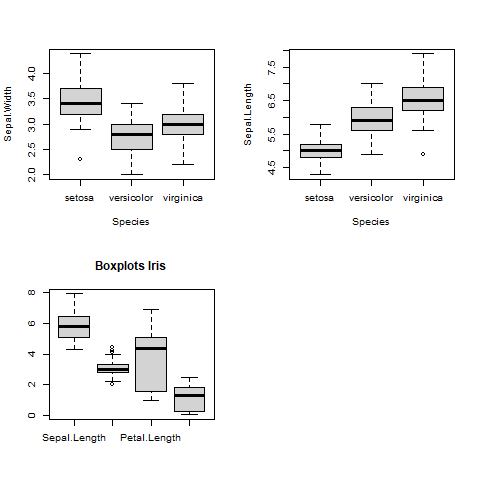 Sepal.Width
4.0
3.5
3.0
2.5
2.0
setosa versicolor virginica
Species
Sepal.Length
7.5
6.5
5.5
4.5
setosa versicolor virginica
Species
Boxplots Iris
8
6
4
2
0
Sepal.Length Petal.Length